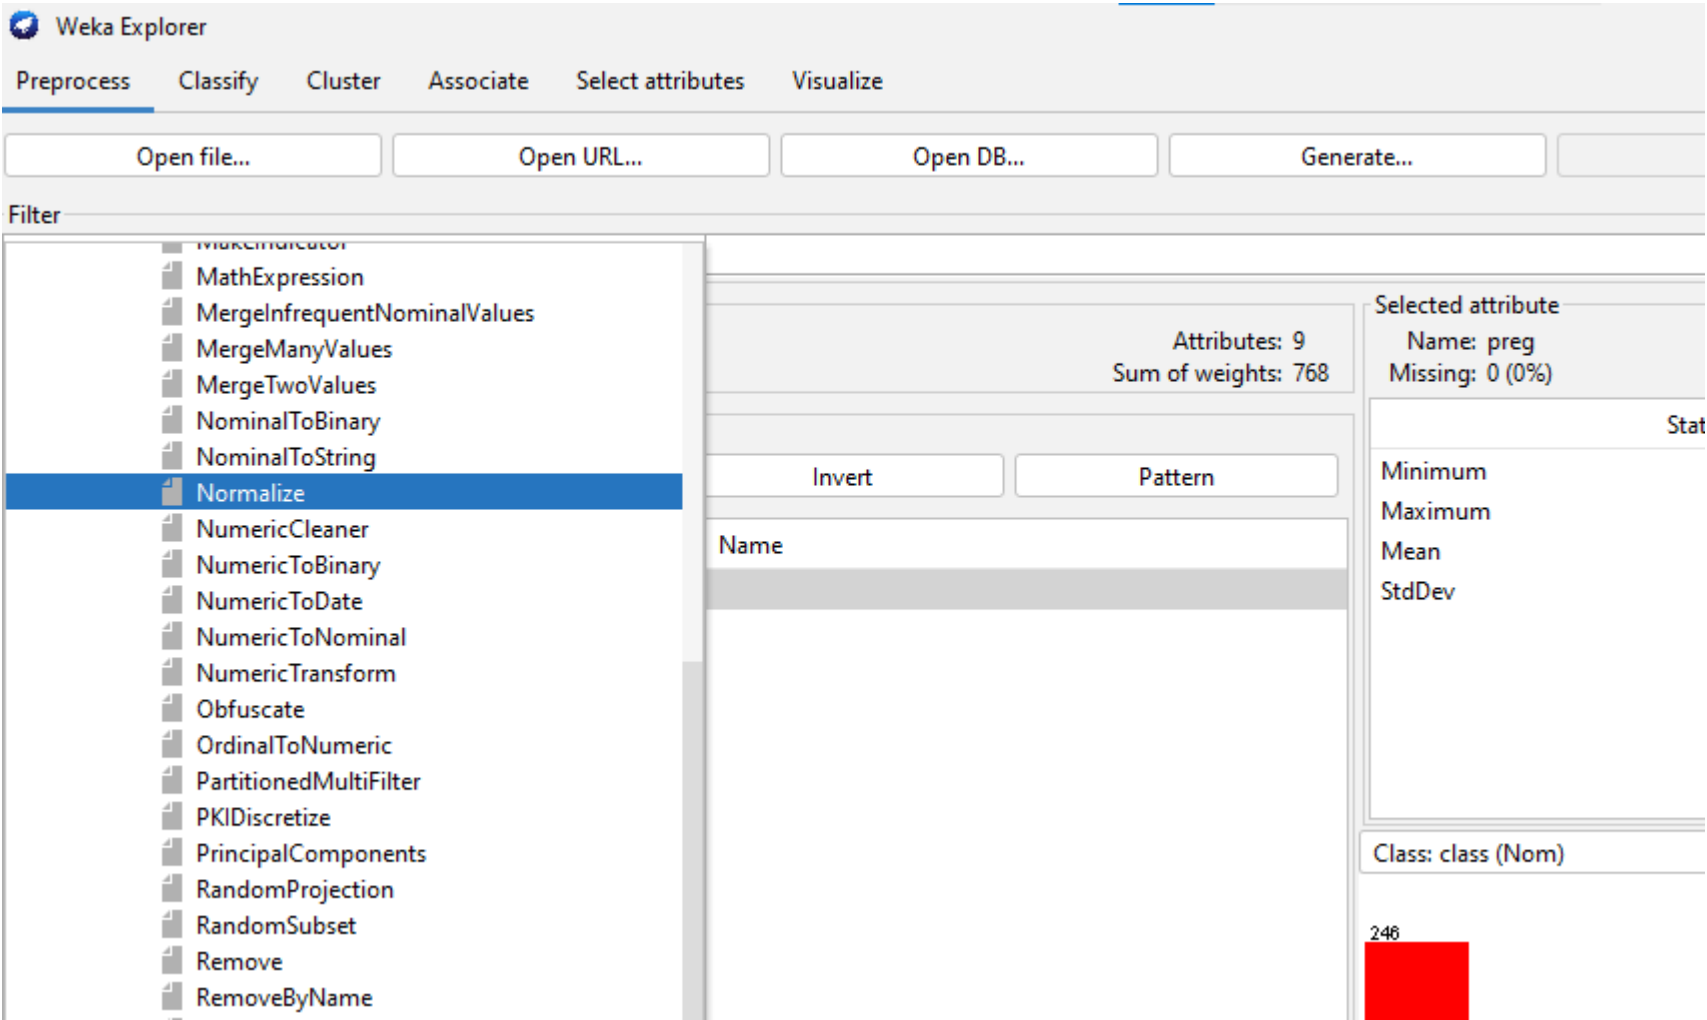 Weka Explorer
Preprocess Classify Cluster Associate Select attributes Visualize
Open file... Open URL... Open DB... Generate...
Filter
MakeIndicator
MathExpression
MergeInfrequentNominalValues
MergeManyValues
MergeTwoValues
NominalToBinary
NominalToString
Normalize
NumericCleaner
NumericToBinary
NumericToDate
NumericToNominal
NumericTransform
Obfuscate
OrdinalToNumeric
PartitionedMultiFilter
PKIDiscretize
PrincipalComponents
RandomProjection
RandomSubset
Remove
RemoveByName
Attributes: 9
Sum of weights: 768
Invert Pattern
Name
Selected attribute
Name: preg
Missing: 0 (0%)
Stat
Minimum
Maximum
Mean
StdDev
Class: class (Nom)
246